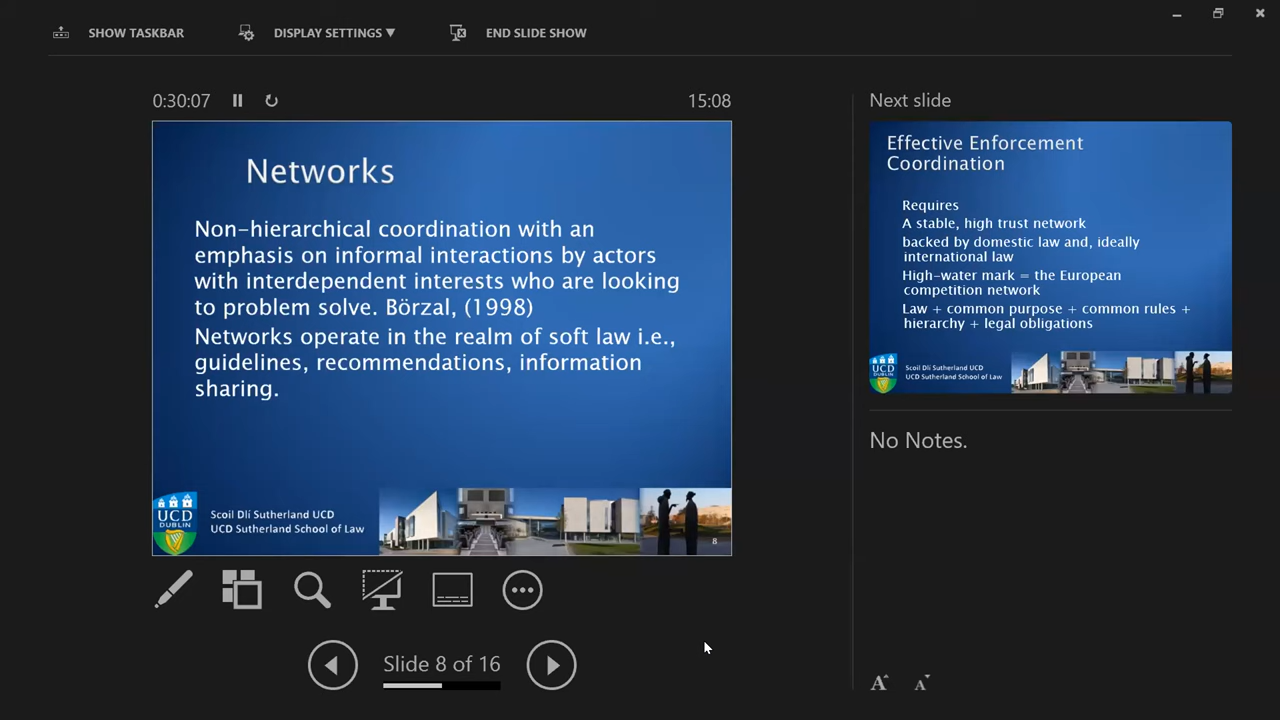 SHOW TASKBAR
DISPLAY SETTINGS ▼
END SLIDE SHOW
0:30:07
15:08
Networks
Non-hierarchical coordination with an
emphasis on informal interactions by actors
with interdependent interests who are looking
to problem solve. Börzal, (1998)
Networks operate in the realm of soft law i.e.,
guidelines, recommendations, information
sharing.
UCD
DUBLIN
Scoil Dlí Sutherland UCD
UCD Sutherland School of Law
8
Slide 8 of 16
Next slide
Effective Enforcement
Coordination
Requires
A stable, high trust network
backed by domestic law and, ideally
international law
High-water mark = the European
competition network
Law + common purpose + common rules +
hierarchy + legal obligations
UCD
DUBLIN
Scoil Dlí Sutherland UCD
UCD Sutherland School of Law
No Notes.
A A